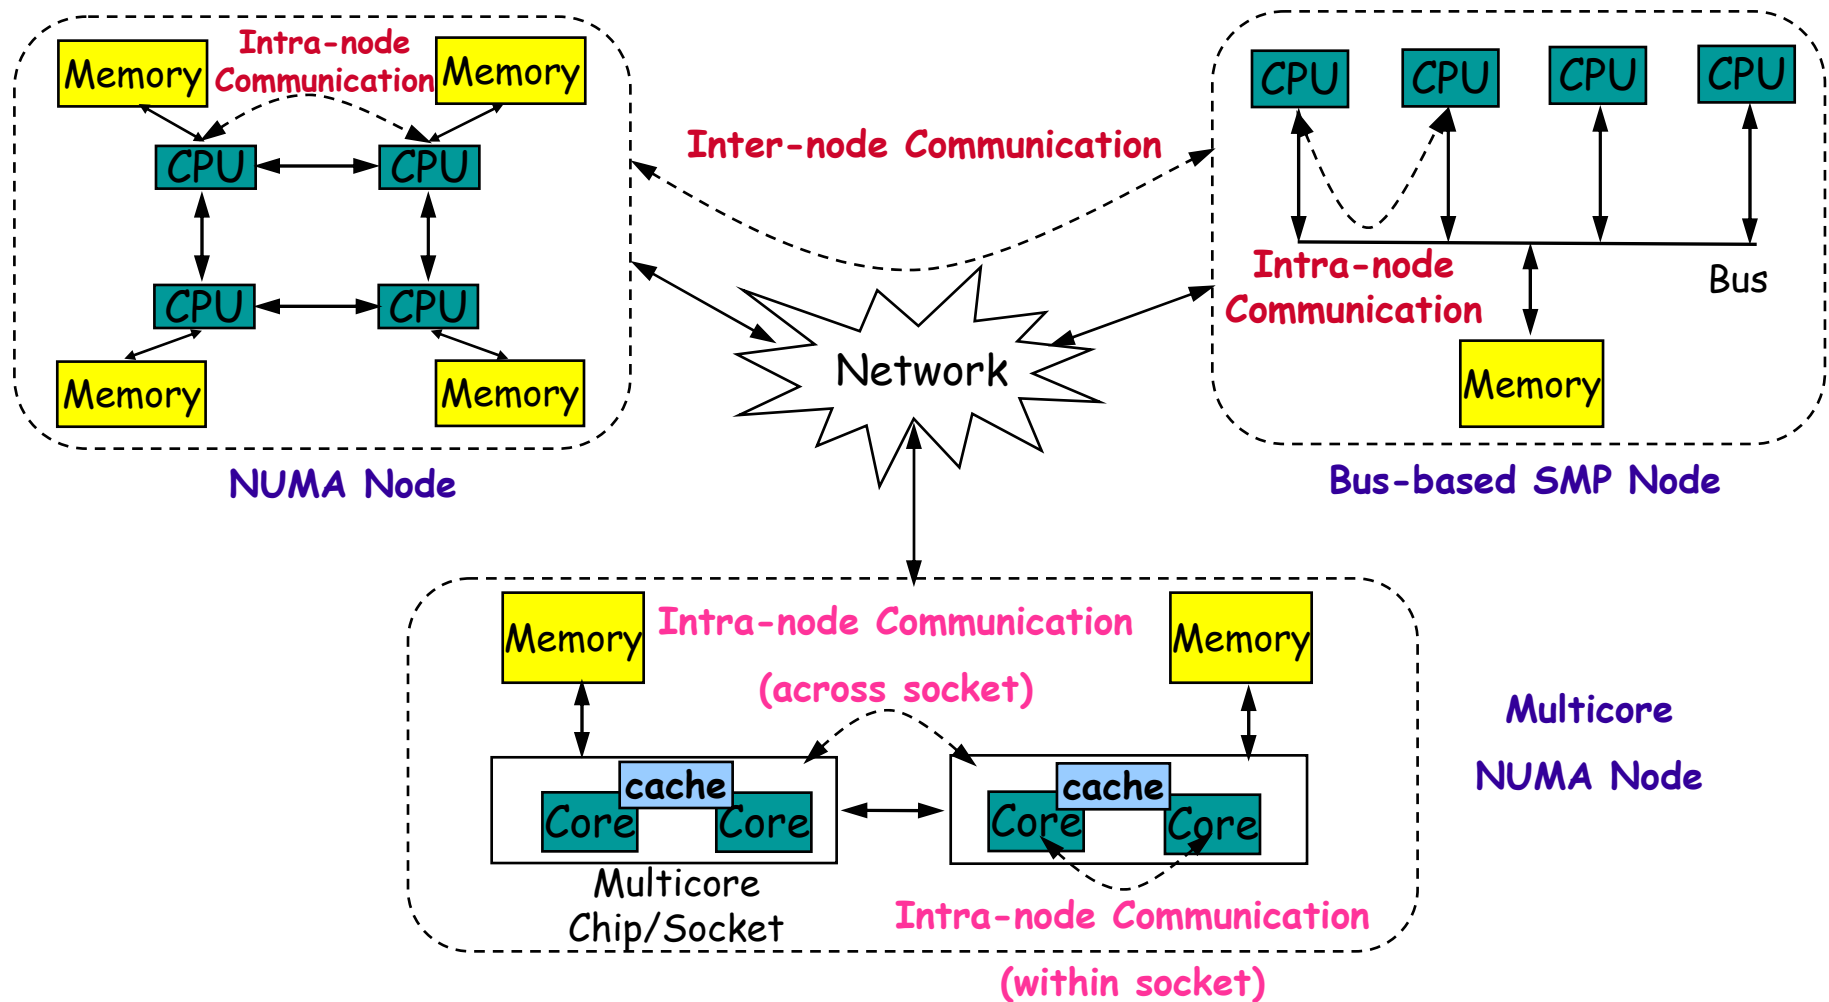 Intra-node
Communication
Memory
Memory
CPU
CPU
CPU
CPU
Memory
Memory
NUMA Node
Inter-node Communication
Network
CPU
CPU
CPU
CPU
Intra-node
Communication
Bus
Memory
Bus-based SMP Node
Memory
Intra-node Communication
(across socket)
Memory
cache
Core
Core
cache
Core
Core
Multicore
Chip/Socket
Intra-node Communication
(within socket)
Multicore
NUMA Node